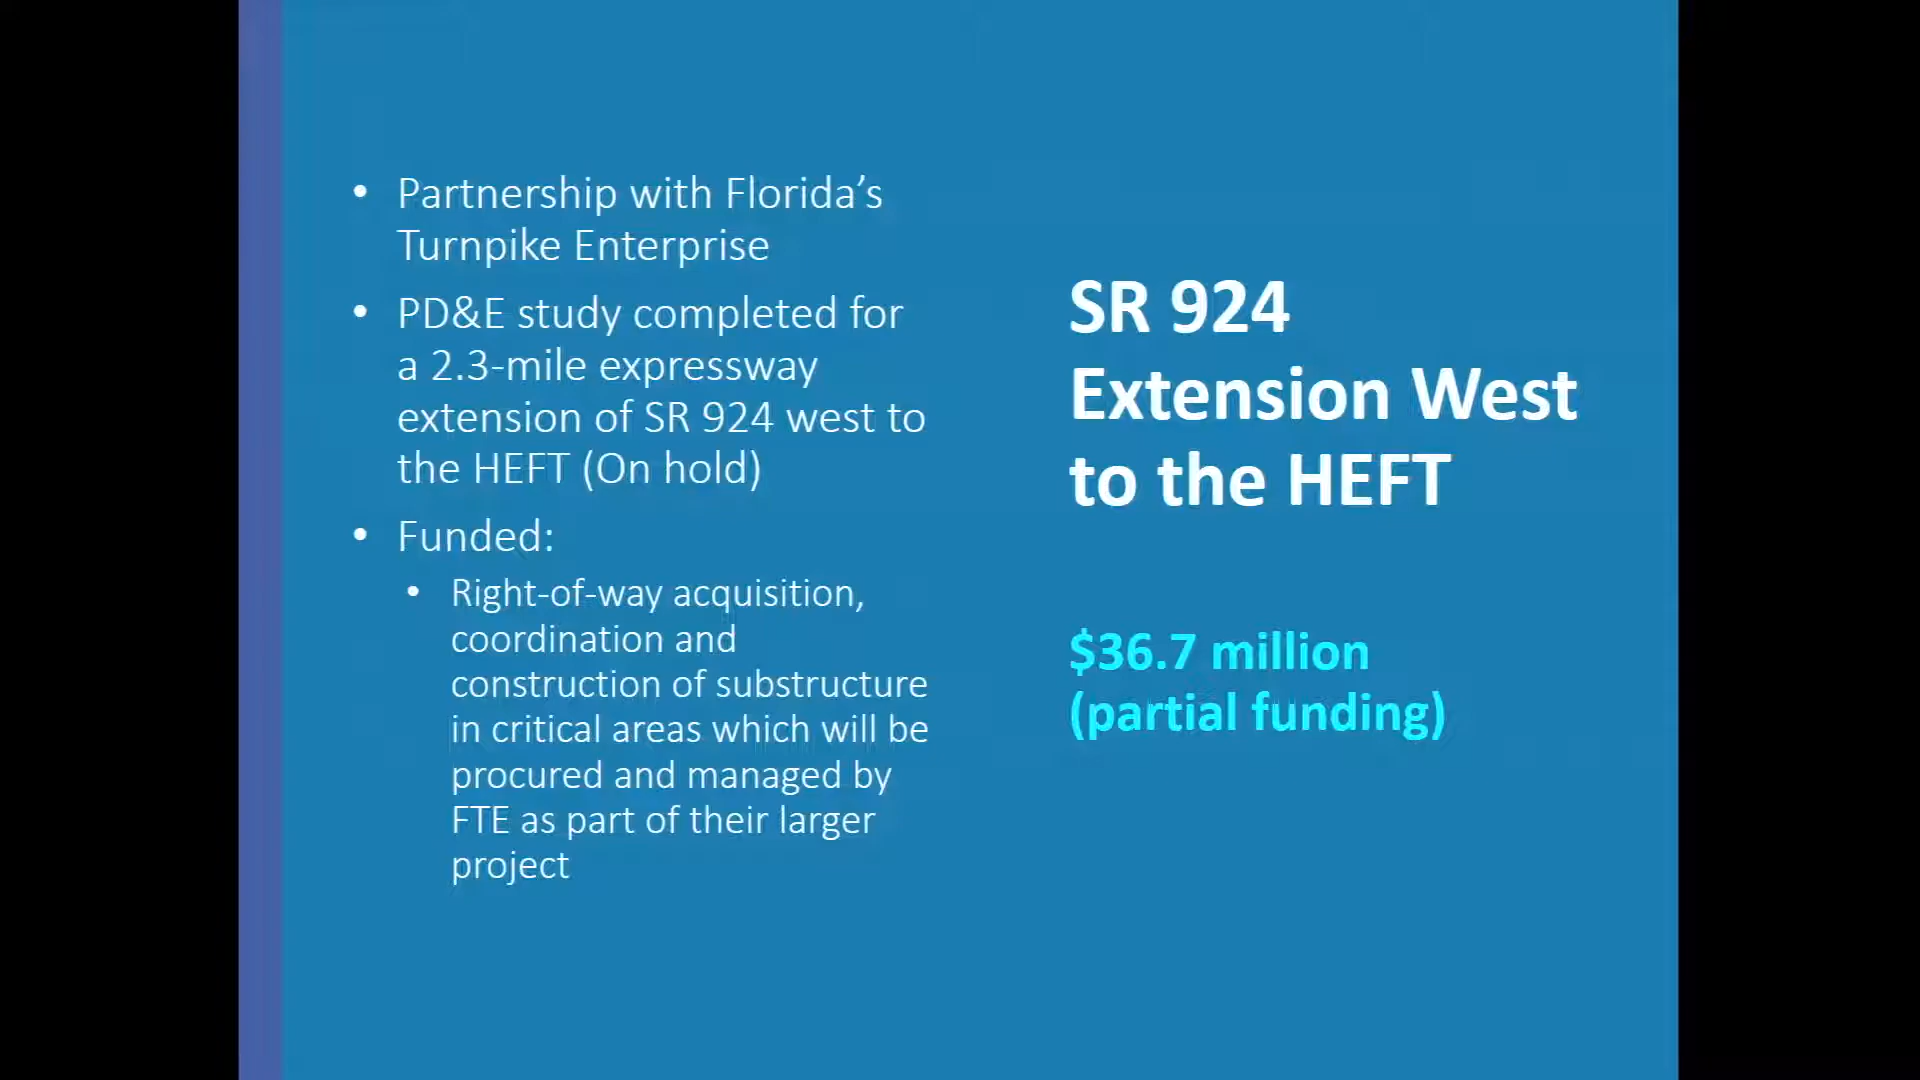 • Partnership with Florida’s
Turnpike Enterprise
• PD&E study completed for
a 2.3-mile expressway
extension of SR 924 west to
the HEFT (On hold)
• Funded:
• Right-of-way acquisition,
coordination and
construction of substructure
in critical areas which will be
procured and managed by
FTE as part of their larger
project
SR 924
Extension West
to the HEFT
$36.7 million
(partial funding)